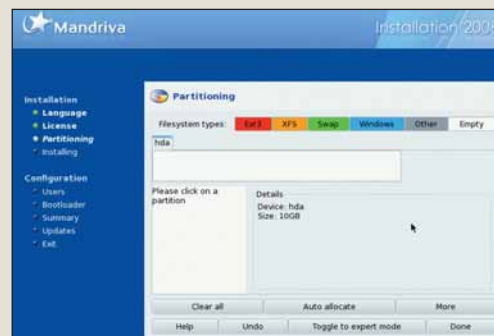 Mandriva
Installation 200
Installation
Language
License
Partitioning
Installing
Configuration
Users
Bootloader
Summary
Updates
Exit
Partitioning
Filesystem types: Ext3 XFS Swap Windows Other Empty
hda
Please click on a partition
Details
Device: hda
Size: 10GB
Clear all Auto allocate More
Help Undo Toggle to expert mode Done